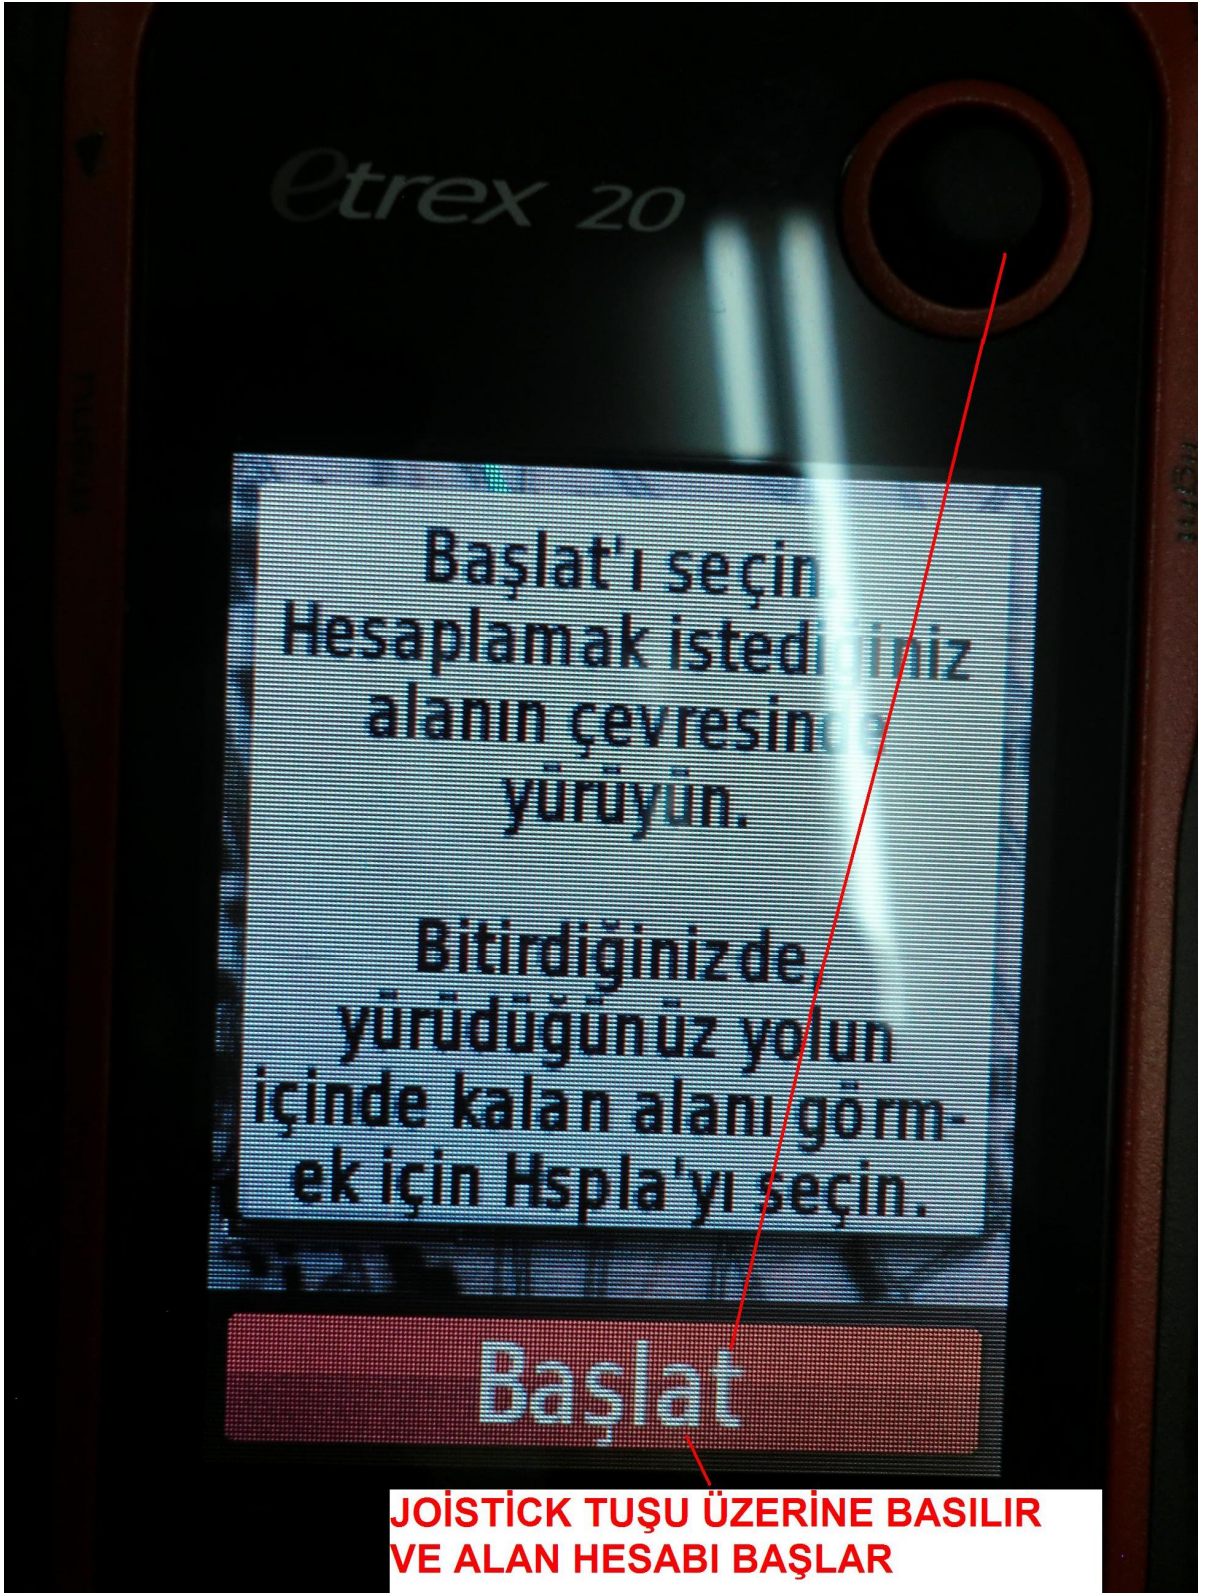 etrex 20
Başlat'ı seçin.
Hesaplamak istediğiniz
alanın çevresinde
yürüyün.
Bitirdiğinizde,
yürüdüğünüz yolun
içinde kalan alanı görm-
ek için Hspla'yı seçin.
Başlat
JOİSTİCK TUŞU ÜZERİNE BASILIR
VE ALAN HESABI BAŞLAR